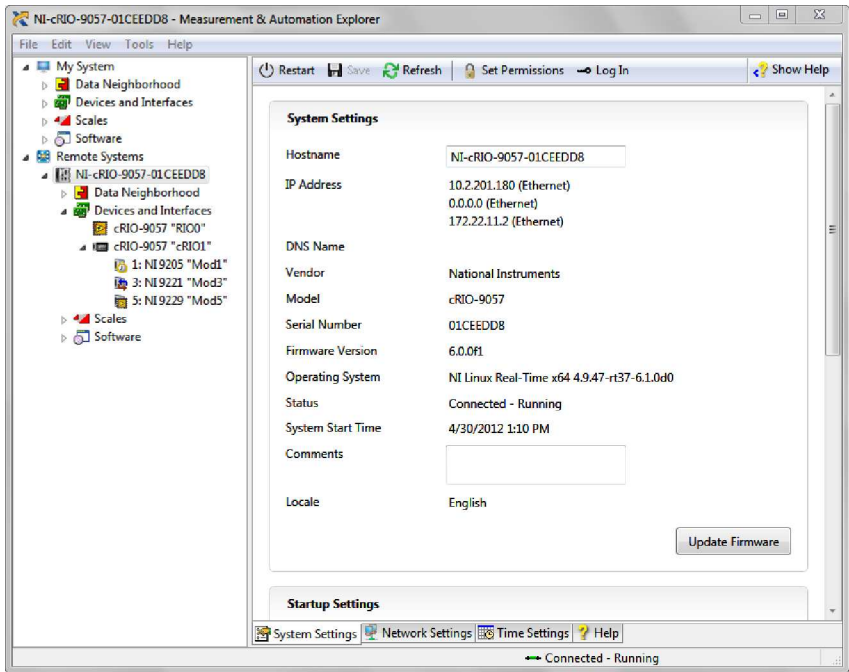 NI-cRIO-9057-01CEEDD8 - Measurement & Automation Explorer
File Edit View Tools Help
My System
Data Neighborhood
Devices and Interfaces
Scales
Software
Remote Systems
NI-cRIO-9057-01CEEDD8
Data Neighborhood
Devices and Interfaces
cRIO-9057 "RIO0"
cRIO-9057 "cRIO1"
1: NI 9205 "Mod1"
3: NI 9221 "Mod3"
5: NI 9229 "Mod5"
Scales
Software
Restart Save Refresh Set Permissions Log In Show Help
System Settings
Hostname NI-cRIO-9057-01CEEDD8
IP Address 10.2.201.180 (Ethernet)
0.0.0.0 (Ethernet)
172.22.11.2 (Ethernet)
DNS Name
Vendor National Instruments
Model cRIO-9057
Serial Number 01CEEDD8
Firmware Version 6.0.0f1
Operating System NI Linux Real-Time x64 4.9.47-rt37-6.1.0d0
Status Connected - Running
System Start Time 4/30/2012 1:10 PM
Comments
Locale English
Update Firmware
Startup Settings
System Settings Network Settings Time Settings Help
Connected - Running